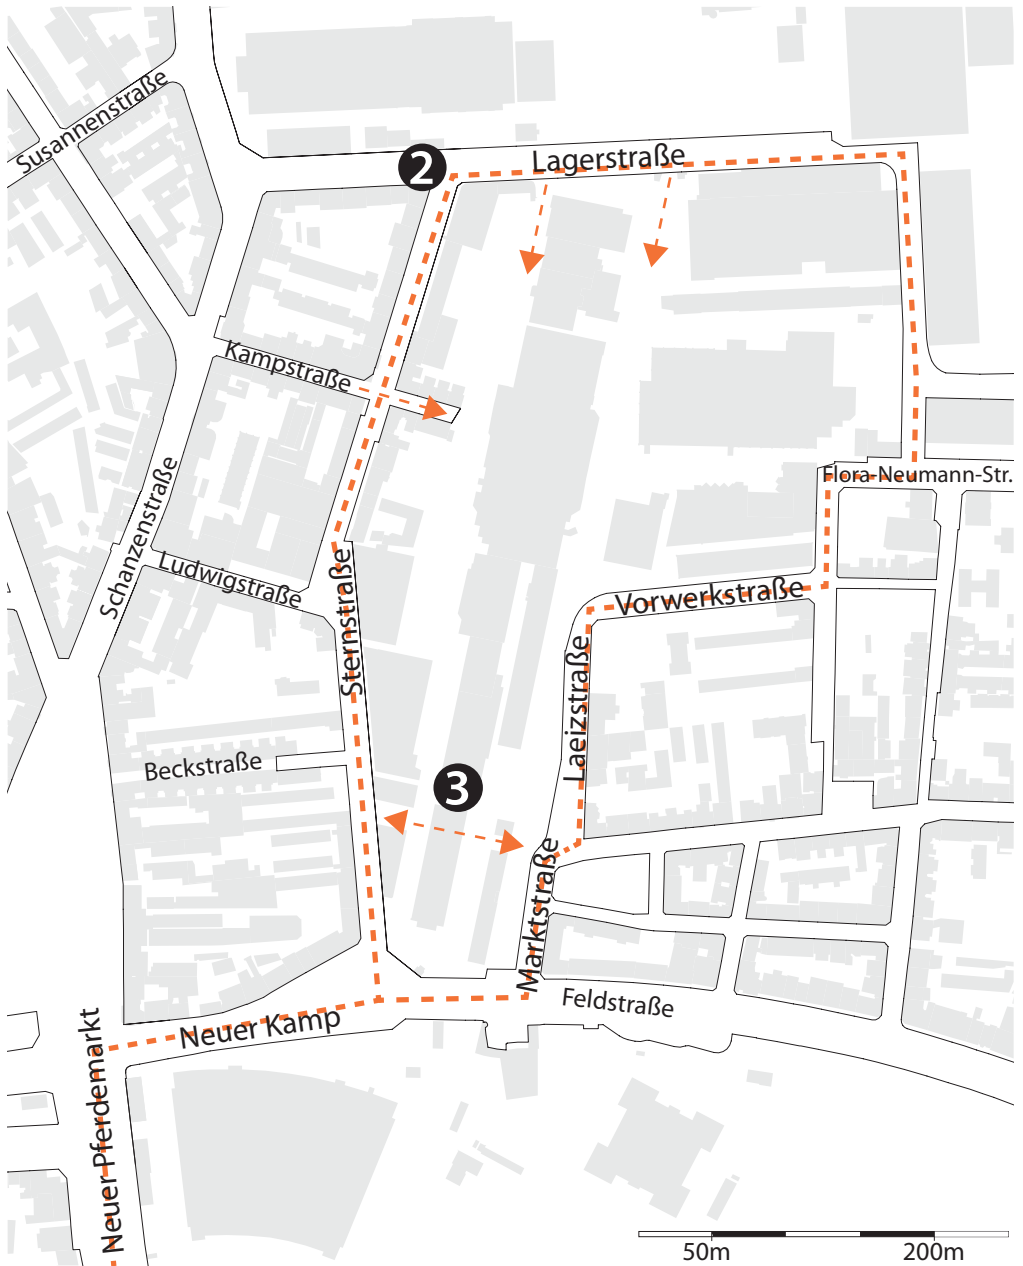 Susannenstraße
2
Lagerstraße
Kampstraße
Schanzenstraße
Flora-Neumann-Str.
Ludwigstraße
Sternstraße
Vorwerkstraße
Laeizstraße
Beckstraße
3
Marktstraße
Feldstraße
Neuer Kamp
Neuer Pferdemarkt
50m
200m